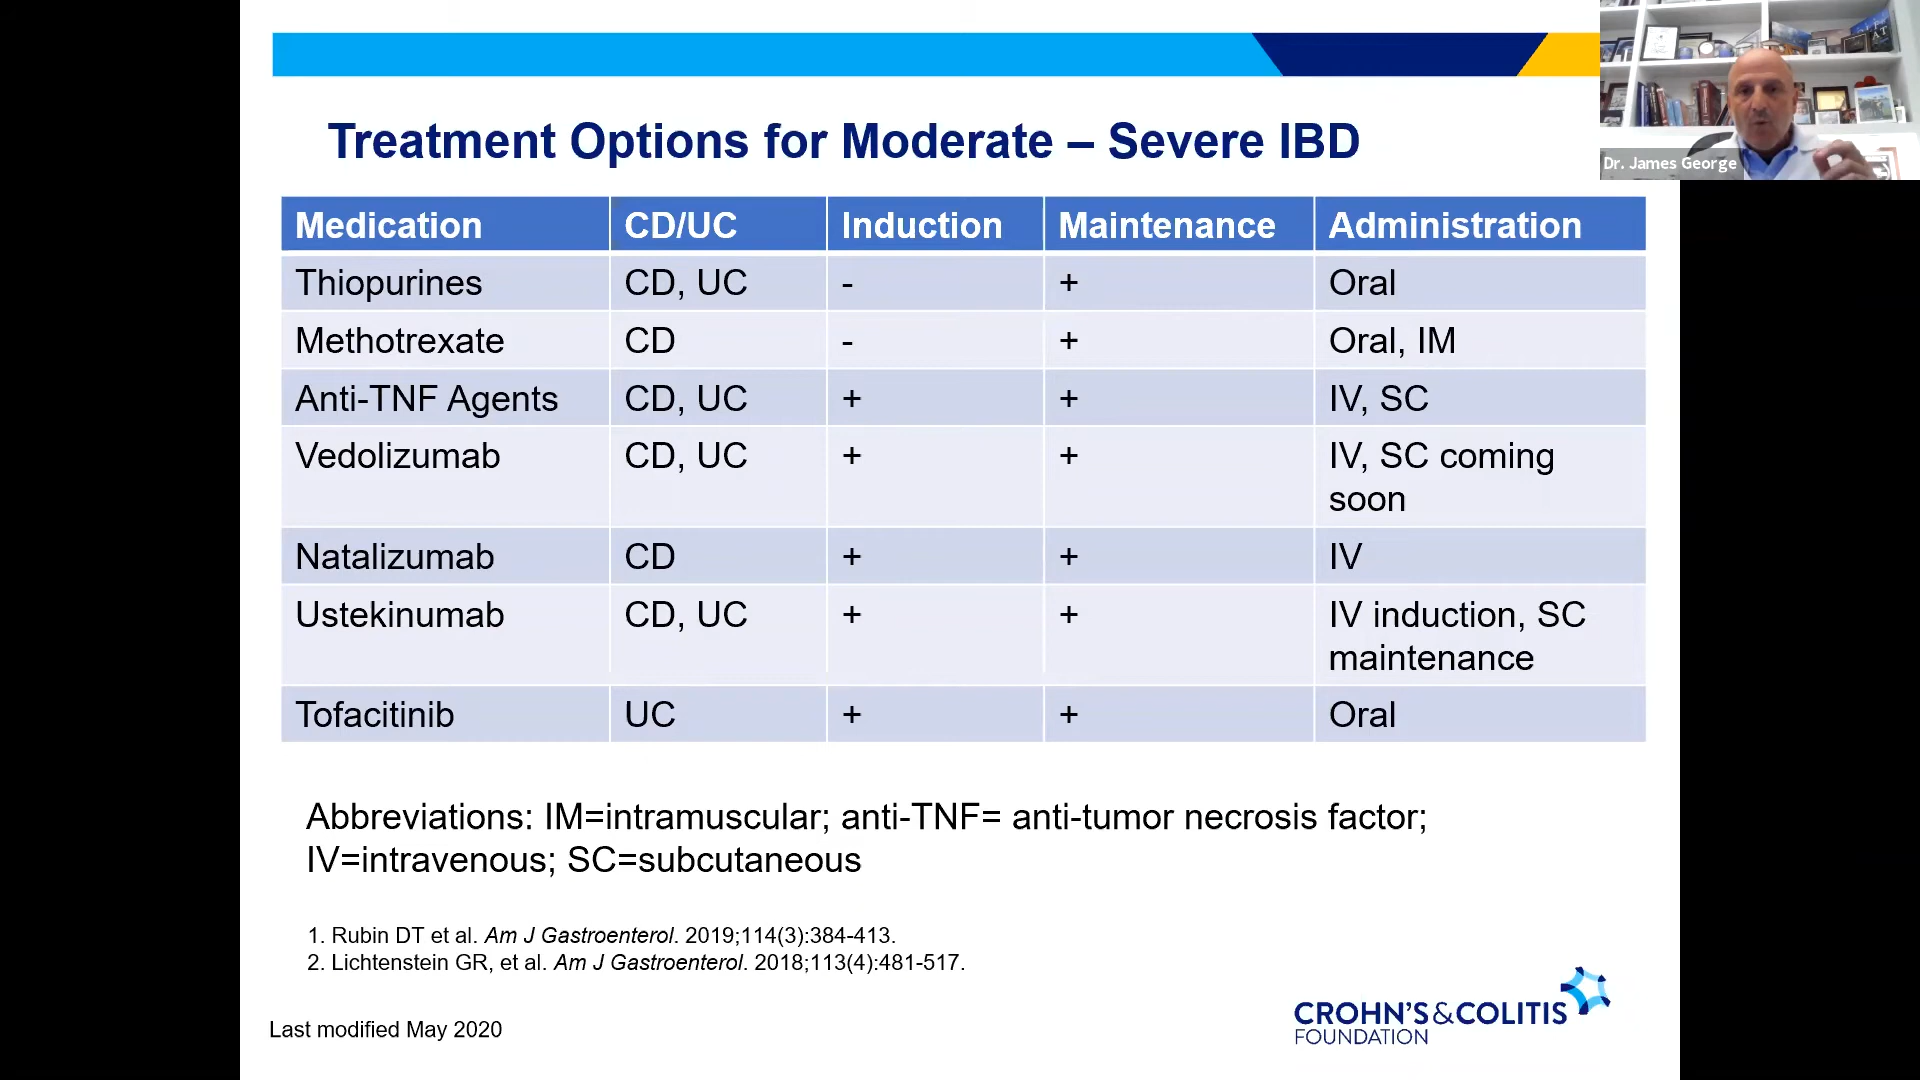 Treatment Options for Moderate – Severe IBD
Medication CD/UC Induction Maintenance Administration
Thiopurines CD, UC - + Oral
Methotrexate CD - + Oral, IM
Anti-TNF Agents CD, UC + + IV, SC
Vedolizumab CD, UC + + IV, SC coming
soon
Natalizumab CD + + IV
Ustekinumab CD, UC + + IV induction, SC
maintenance
Tofacitinib UC + + Oral
Abbreviations: IM=intramuscular; anti-TNF= anti-tumor necrosis factor;
IV=intravenous; SC=subcutaneous
1. Rubin DT et al. Am J Gastroenterol. 2019;114(3):384-413.
2. Lichtenstein GR, et al. Am J Gastroenterol. 2018;113(4):481-517.
Last modified May 2020
CROHN'S&COLITIS
FOUNDATION
Dr. James George